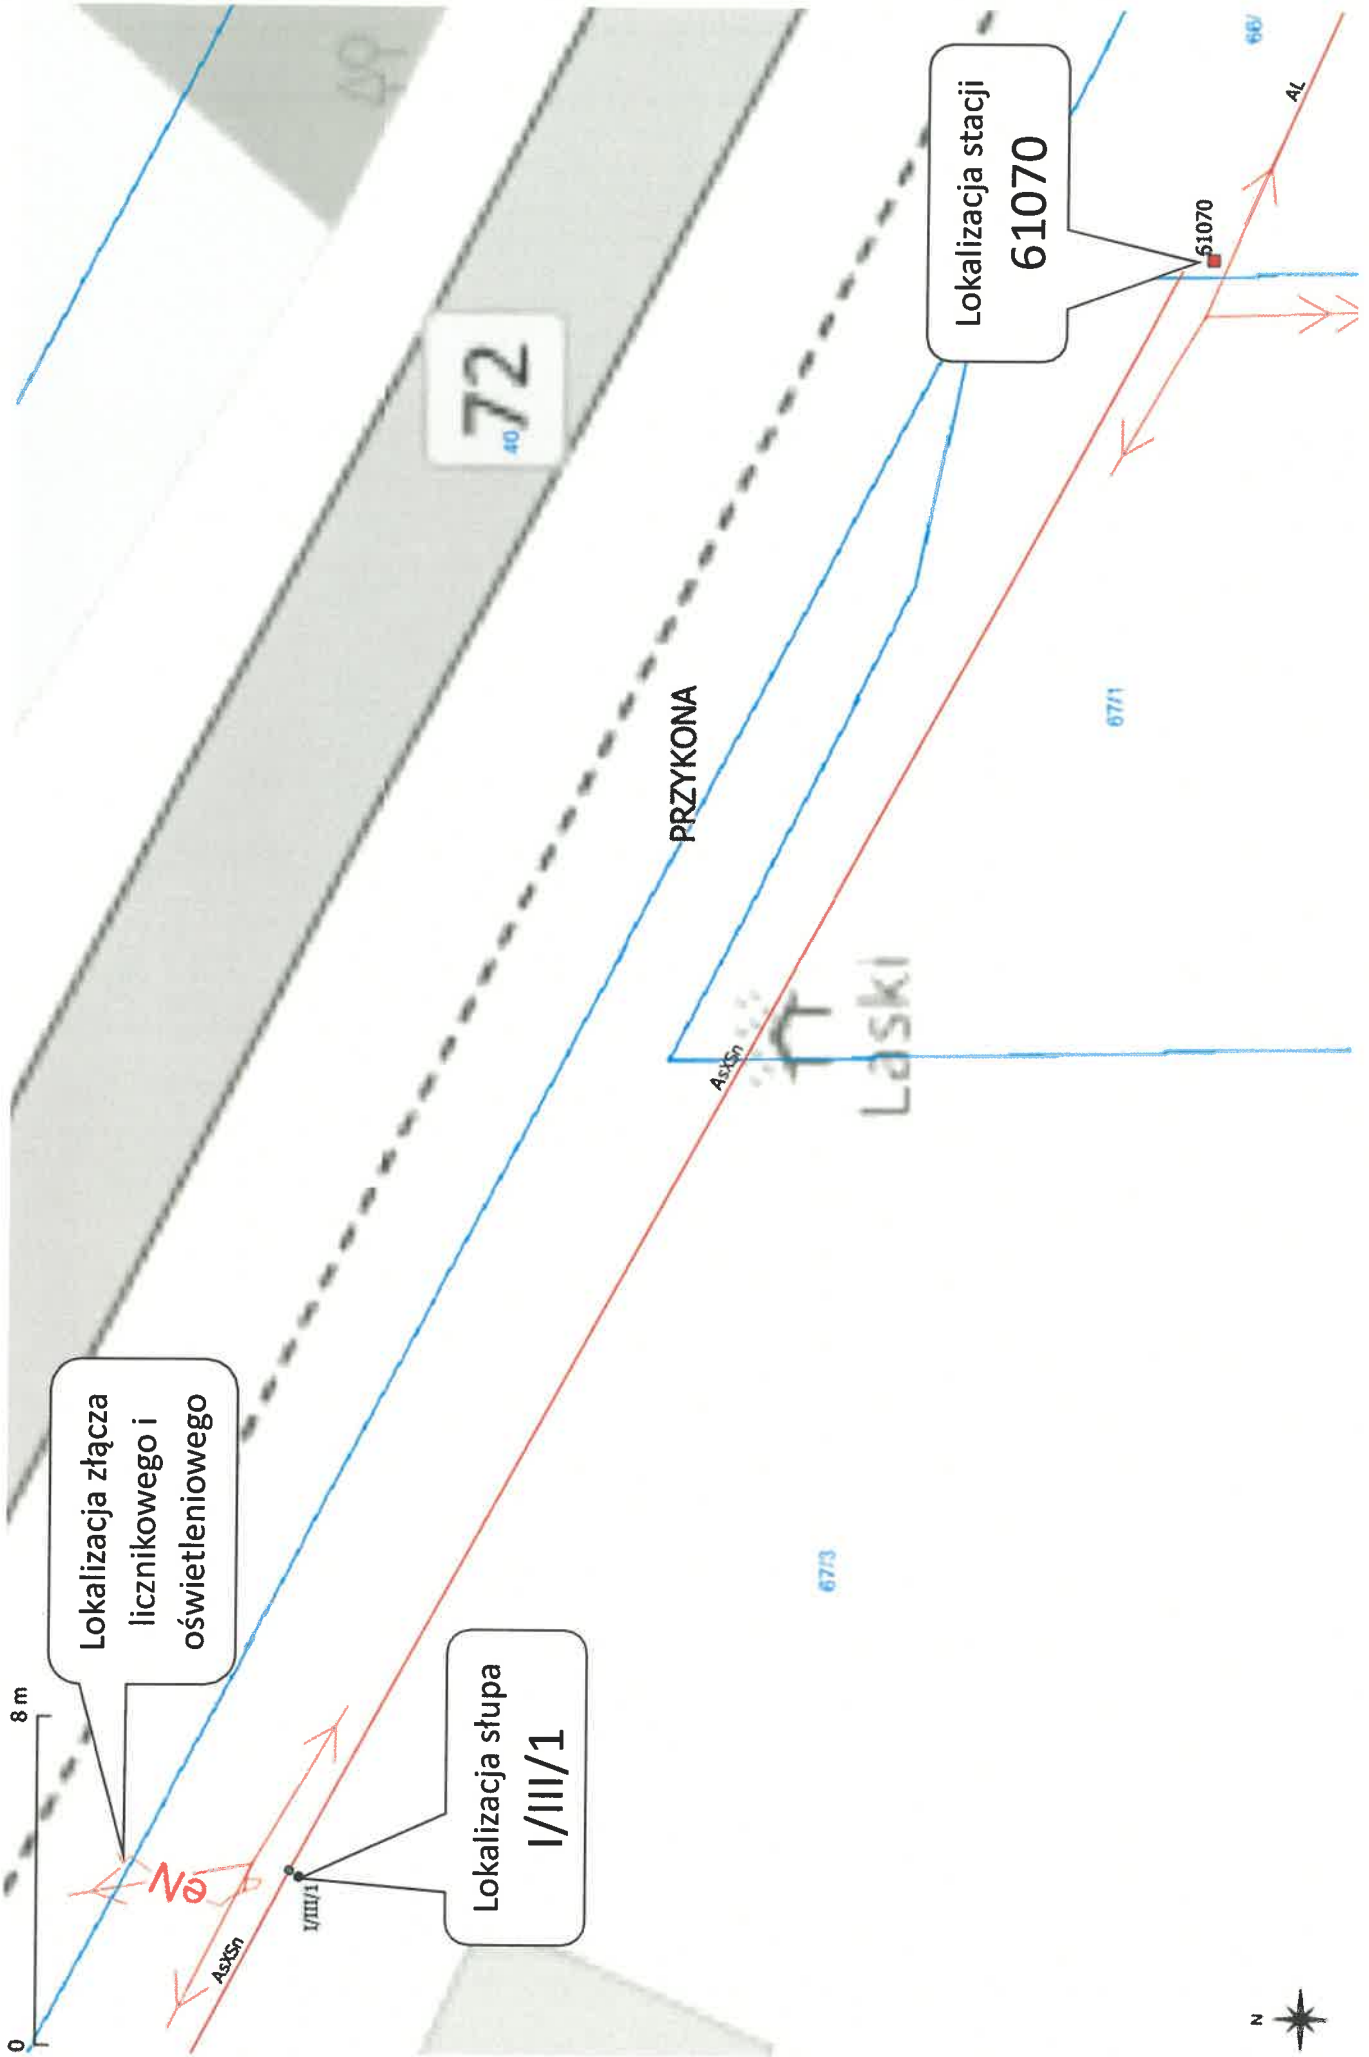 0
8 m
Lokalizacja złącza
licznikowego i
oświetleniowego
72
40
Lokalizacja stacji
61070
61070
AL
66/
PRZYKONA
67/1
AsXSn
Laski
Lokalizacja słupa
I/III/1
I/III/1
AsXSn
67/3
N